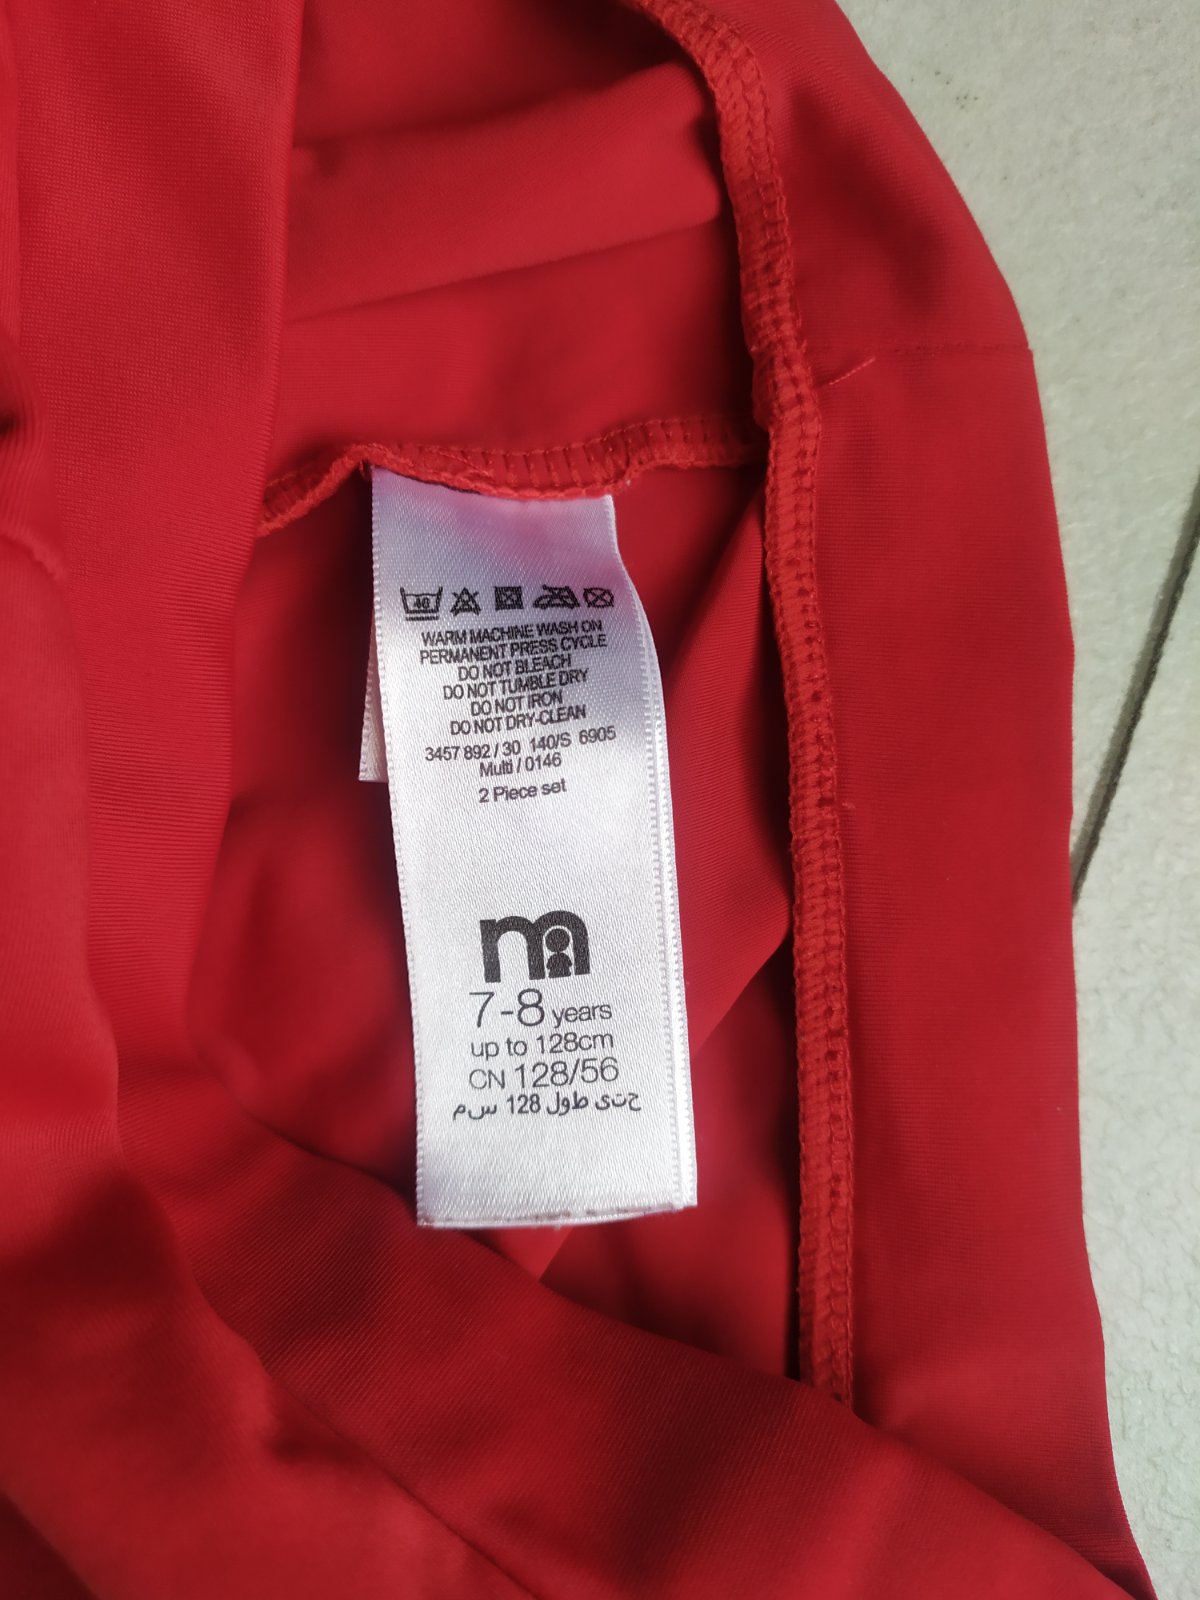 40
WARM MACHINE WASH ON
PERMANENT PRESS CYCLE
DO NOT BLEACH
DO NOT TUMBLE DRY
DO NOT IRON
DO NOT DRY-CLEAN
3457 892 / 30 140/S 6905
Multi / 0146
2 Piece set
m
7-8 years
up to 128cm
CN 128/56
حتى طول 128 سم